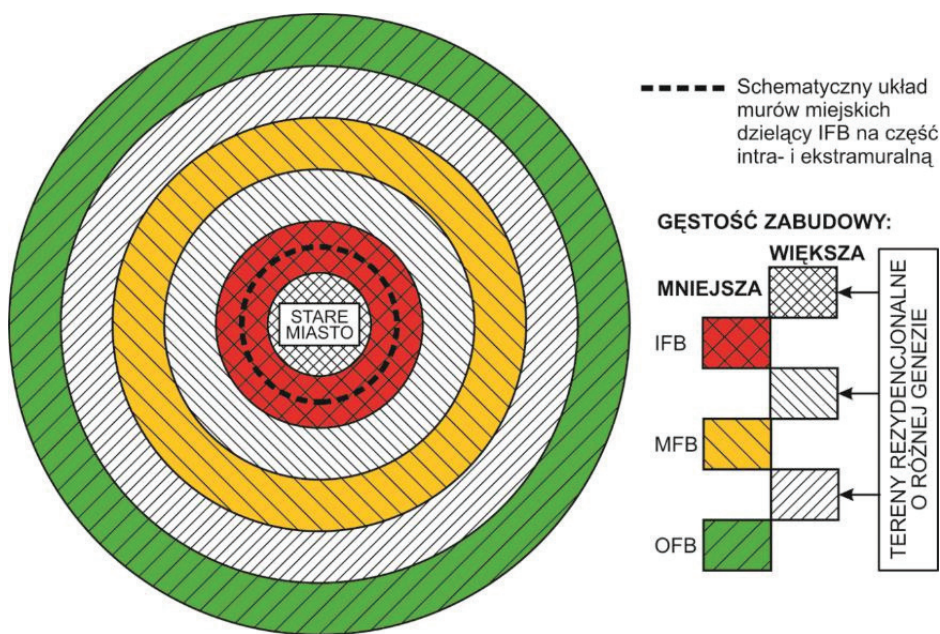 Schematyczny układ
murów miejskich
dzielący IFB na część
intra- i ekstramuralną
GĘSTOŚĆ ZABUDOWY:
WIĘKSZA
MNIEJSZA
STARE
MIASTO
IFB
MFB
OFB
TERENY REZYDENCJONALNE
O RÓŻNEJ GENEZIE